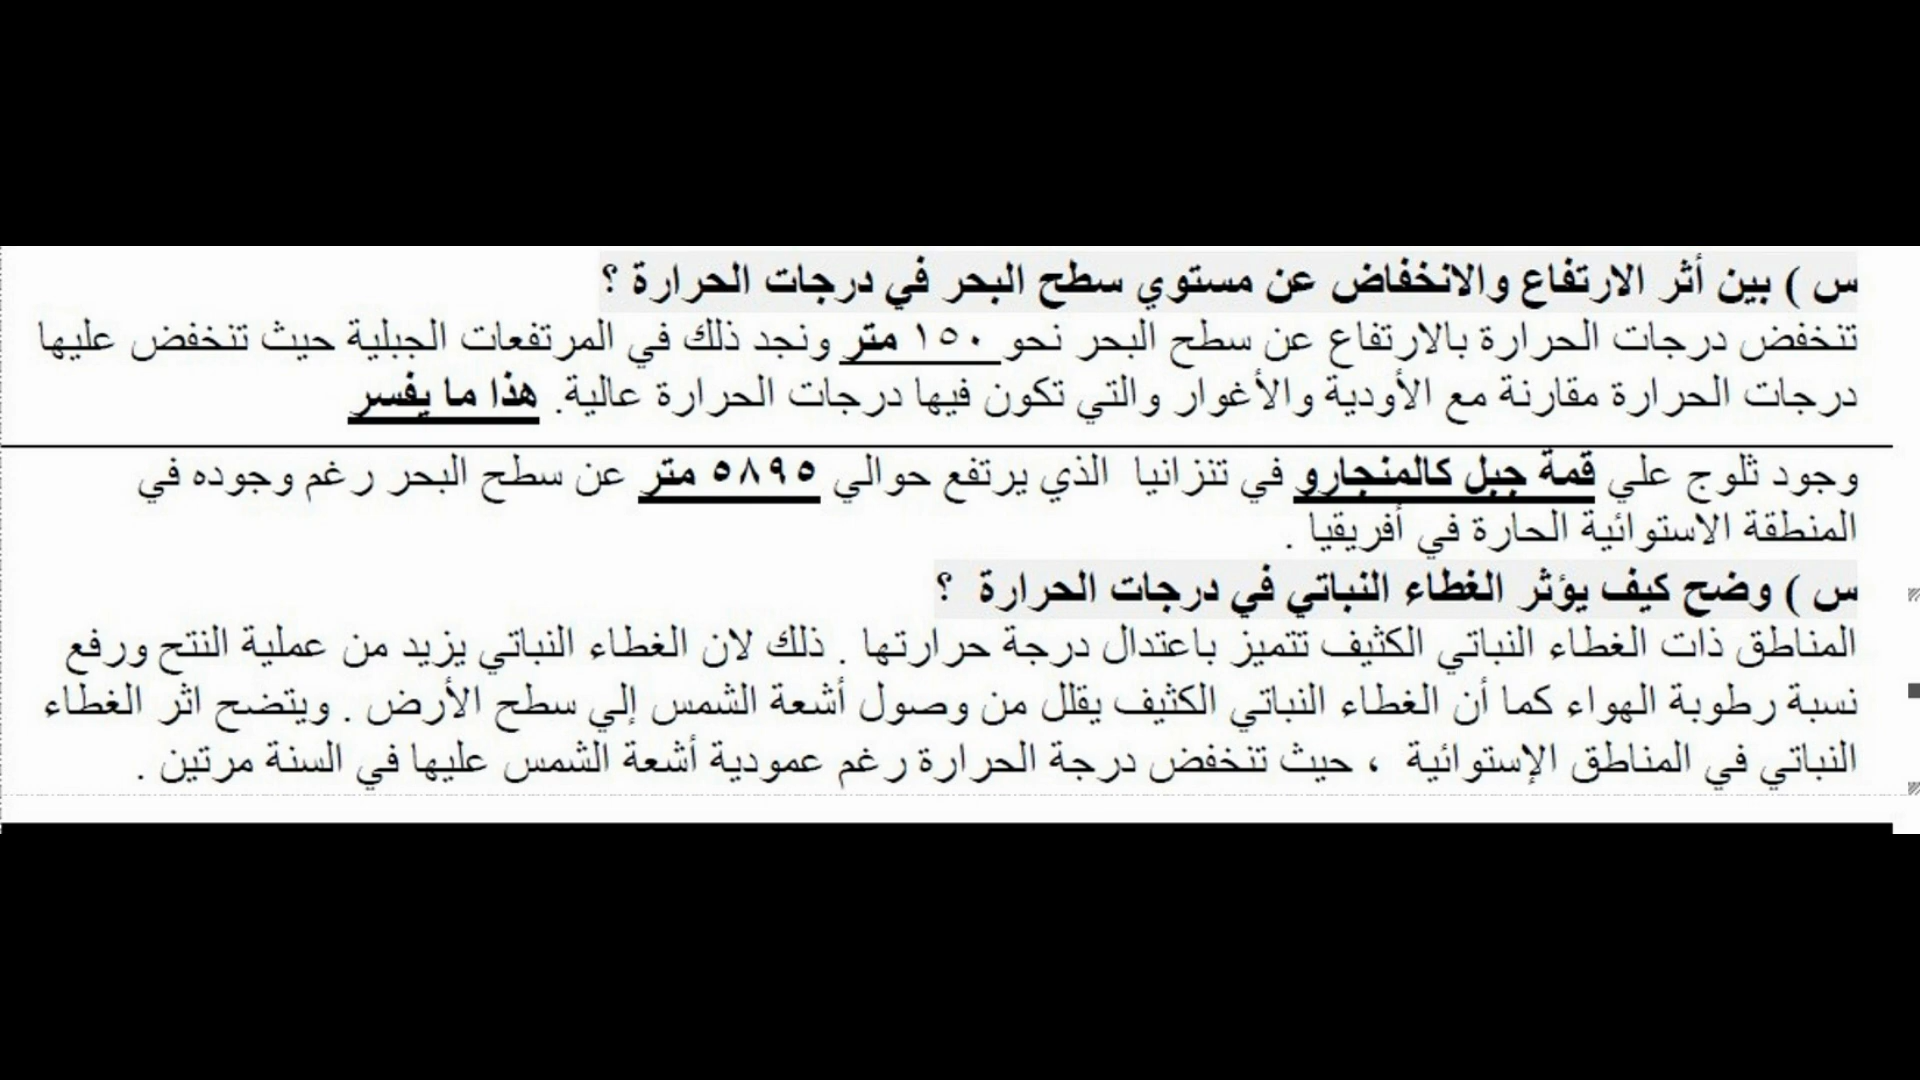 س ) بين أثر الارتفاع والانخفاض عن مستوي سطح البحر في درجات الحرارة ؟
تنخفض درجات الحرارة بالارتفاع عن سطح البحر نحو ١٥٠ متر ونجد ذلك في المرتفعات الجبلية حيث تنخفض عليها
درجات الحرارة مقارنة مع الأودية والأغوار والتي تكون فيها درجات الحرارة عالية. هذا ما يفسر
وجود ثلوج علي قمة جبل كالمنجارو في تنزانيا الذي يرتفع حوالي ٥٨٩٥ متر عن سطح البحر رغم وجوده في
المنطقة الاستوائية الحارة في أفريقيا .
س ) وضح كيف يؤثر الغطاء النباتي في درجات الحرارة ؟
المناطق ذات الغطاء النباتي الكثيف تتميز باعتدال درجة حرارتها . ذلك لان الغطاء النباتي يزيد من عملية النتح ورفع
نسبة رطوبة الهواء كما أن الغطاء النباتي الكثيف يقلل من وصول أشعة الشمس إلي سطح الأرض . ويتضح اثر الغطاء
النباتي في المناطق الإستوائية ، حيث تنخفض درجة الحرارة رغم عمودية أشعة الشمس عليها في السنة مرتين .